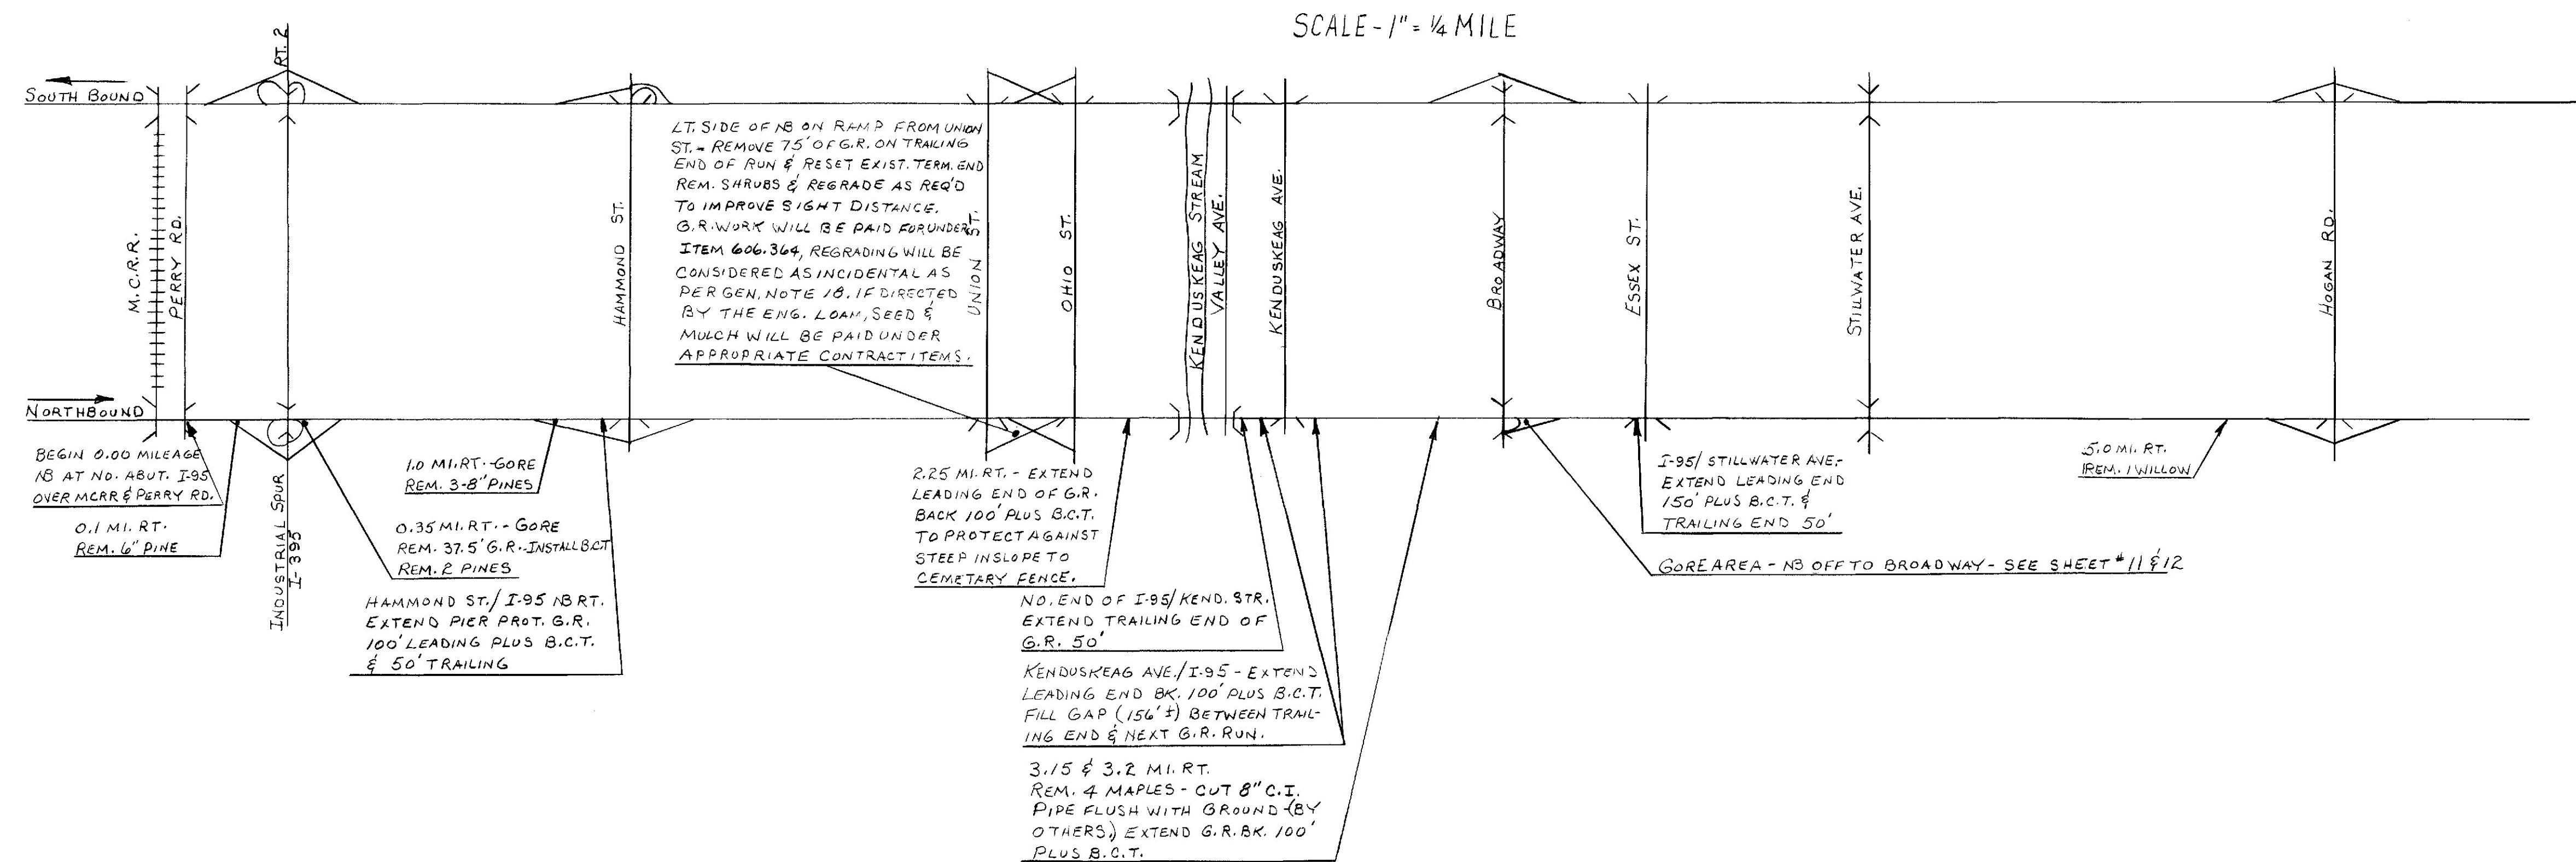 SCALE - 1" = ¼ MILE
RT. 2
SOUTH BOUND
M.C.R.R.
PERRY RD.
HAMMOND ST.
LT. SIDE OF NB ON RAMP FROM UNION
ST. - REMOVE 75' OF G.R. ON TRAILING
END OF RUN & RESET EXIST. TERM. END
REM. SHRUBS & REGRADE AS REQ'D
TO IMPROVE SIGHT DISTANCE.
G.R. WORK WILL BE PAID FOR UNDER
ITEM 606.364, REGRADING WILL BE
CONSIDERED AS INCIDENTAL AS
PER GEN. NOTE 18. IF DIRECTED
BY THE ENG. LOAM, SEED &
MULCH WILL BE PAID UNDER
APPROPRIATE CONTRACT ITEMS.
UNION ST.
OHIO ST.
KENDUSKEAG STREAM
VALLEY AVE.
KENDUSKEAG AVE.
BROADWAY
ESSEX ST.
STILLWATER AVE.
HOGAN RD.
NORTHBOUND
BEGIN 0.00 MILEAGE
NB AT NO. ABUT. I-95
OVER MCRR & PERRY RD.
0.1 MI. RT.
REM. 6" PINE
INDUSTRIAL SPUR
I-395
1.0 MI. RT. - GORE
REM. 3-8" PINES
0.35 MI. RT. - GORE
REM. 37.5' G.R. - INSTALL B.C.T
REM. 2 PINES
HAMMOND ST. / I-95 NB RT.
EXTEND PIER PROT. G.R.
100' LEADING PLUS B.C.T.
& 50' TRAILING
2.25 MI. RT. - EXTEND
LEADING END OF G.R.
BACK 100' PLUS B.C.T.
TO PROTECT AGAINST
STEEP INSLOPE TO
CEMETARY FENCE.
NO. END OF I-95/ KEND. STR.
EXTEND TRAILING END OF
G.R. 50'
KENDUSKEAG AVE./I-95 - EXTEND
LEADING END BK. 100' PLUS B.C.T.
FILL GAP (156'±) BETWEEN TRAIL-
ING END & NEXT G.R. RUN.
3.15 & 3.2 MI. RT.
REM. 4 MAPLES - CUT 8" C.I.
PIPE FLUSH WITH GROUND - (BY
OTHERS.) EXTEND G.R. BK. 100'
PLUS B.C.T.
I-95/ STILLWATER AVE.-
EXTEND LEADING END
150' PLUS B.C.T. &
TRAILING END 50'
GORE AREA - NB OFF TO BROADWAY - SEE SHEET #11 & 12
5.0 MI. RT.
REM. 1 WILLOW